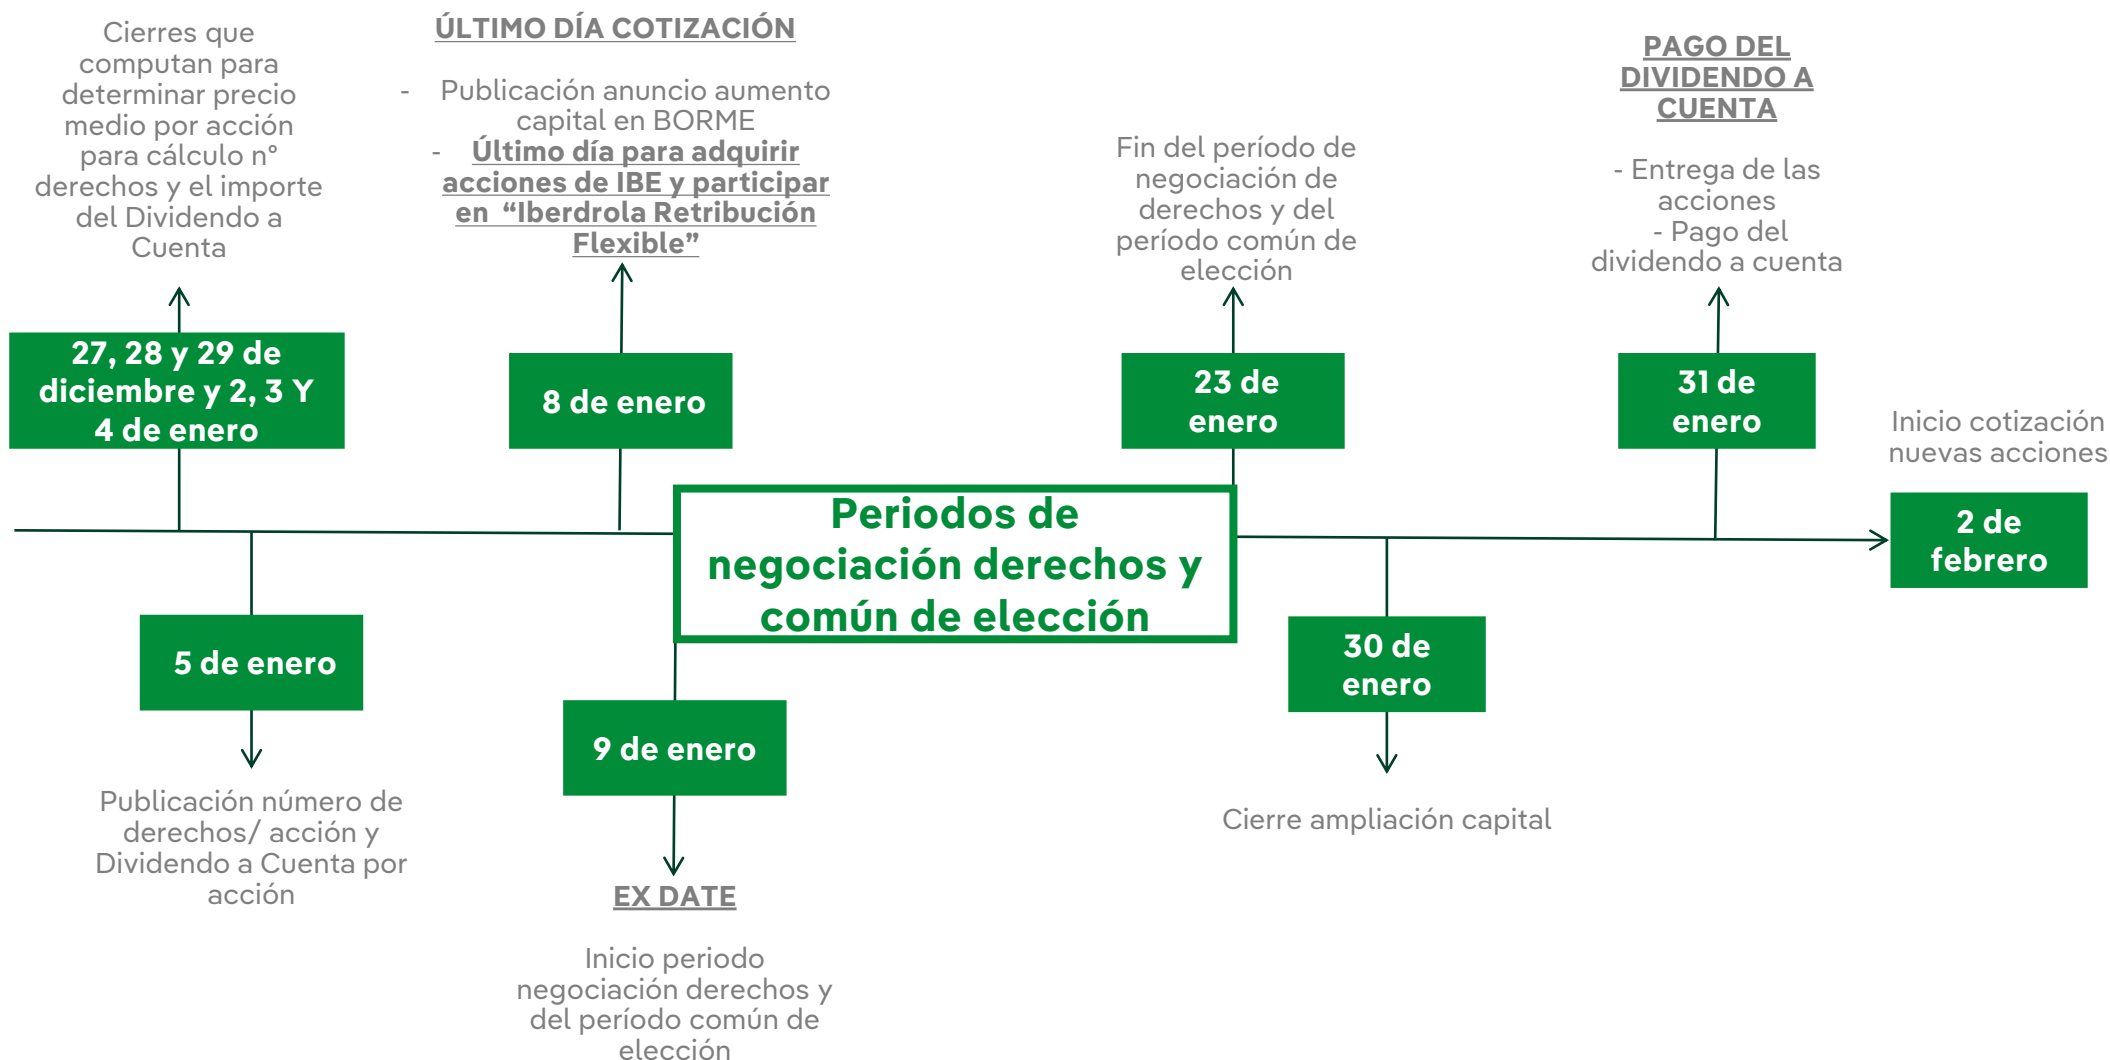 Cierres que
computan para
determinar precio
medio por acción
para cálculo nº
derechos y el importe
del Dividendo a
Cuenta
27, 28 y 29 de
diciembre y 2, 3 Y
4 de enero
ÚLTIMO DÍA COTIZACIÓN
- Publicación anuncio aumento
capital en BORME
- Último día para adquirir
acciones de IBE y participar
en “Iberdrola Retribución
Flexible”
8 de enero
Fin del período de
negociación de
derechos y del
período común de
elección
23 de
enero
PAGO DEL
DIVIDENDO A
CUENTA
- Entrega de las
acciones
- Pago del
dividendo a cuenta
31 de
enero
Inicio cotización
nuevas acciones
2 de
febrero
Periodos de
negociación derechos y
común de elección
5 de enero
Publicación número de
derechos/ acción y
Dividendo a Cuenta por
acción
9 de enero
EX DATE
Inicio periodo
negociación derechos y
del período común de
elección
30 de
enero
Cierre ampliación capital